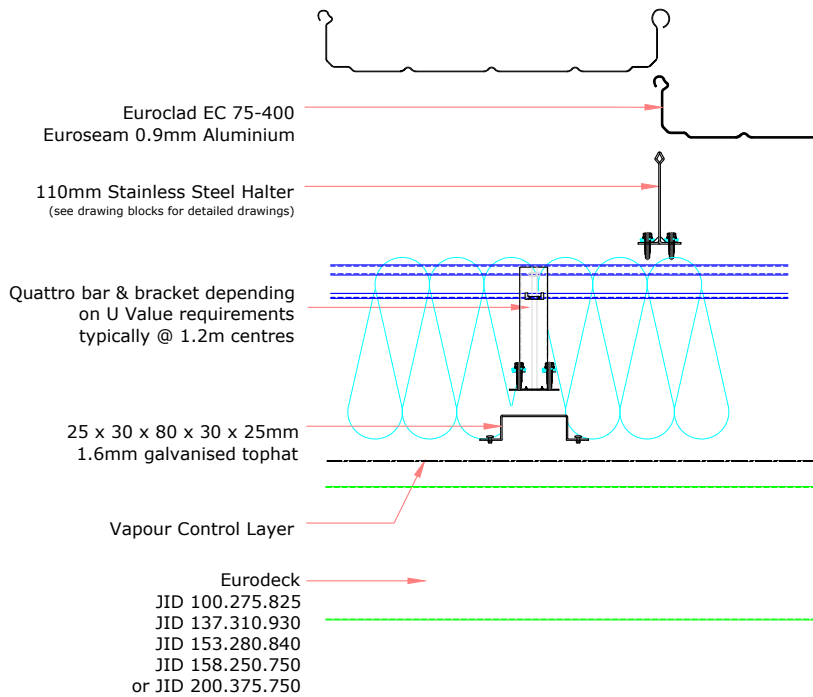 Euroclad EC 75-400
Euroseam 0.9mm Aluminium
110mm Stainless Steel Halter
(see drawing blocks for detailed drawings)
Quattro bar & bracket depending
on U Value requirements
typically @ 1.2m centres
25 x 30 x 80 x 30 x 25mm
1.6mm galvanised tophat
Vapour Control Layer
Eurodeck
JID 100.275.825
JID 137.310.930
JID 153.280.840
JID 158.250.750
or JID 200.375.750